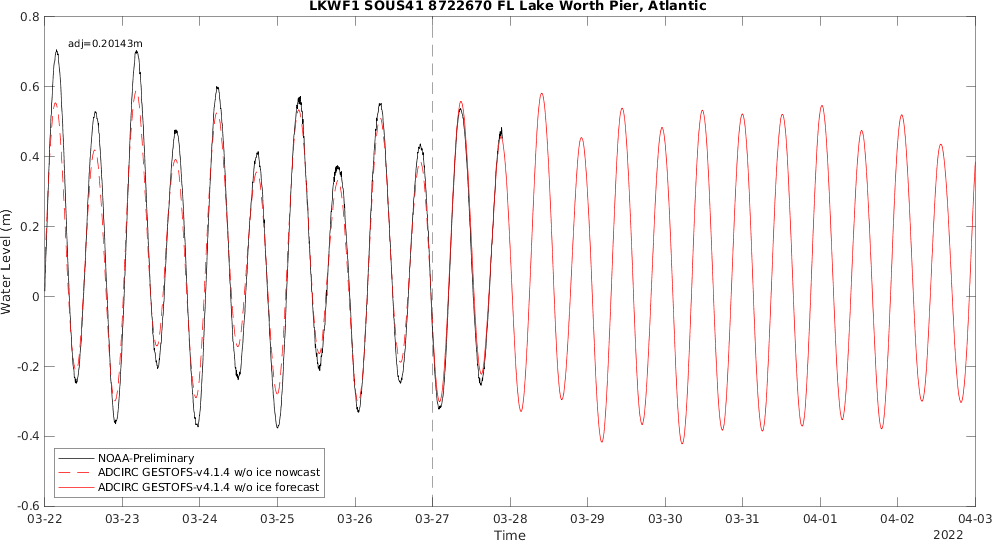 LKWF1 SOUS41 8722670 FL Lake Worth Pier, Atlantic
adj=0.20143m
0.8
0.6
0.4
0.2
0
-0.2
-0.4
-0.6
Water Level (m)
NOAA-Preliminary
ADCIRC GESTOFS-v4.1.4 w/o ice nowcast
ADCIRC GESTOFS-v4.1.4 w/o ice forecast
03-22 03-23 03-24 03-25 03-26 03-27 03-28 03-29 03-30 03-31 04-01 04-02 04-03
Time
2022